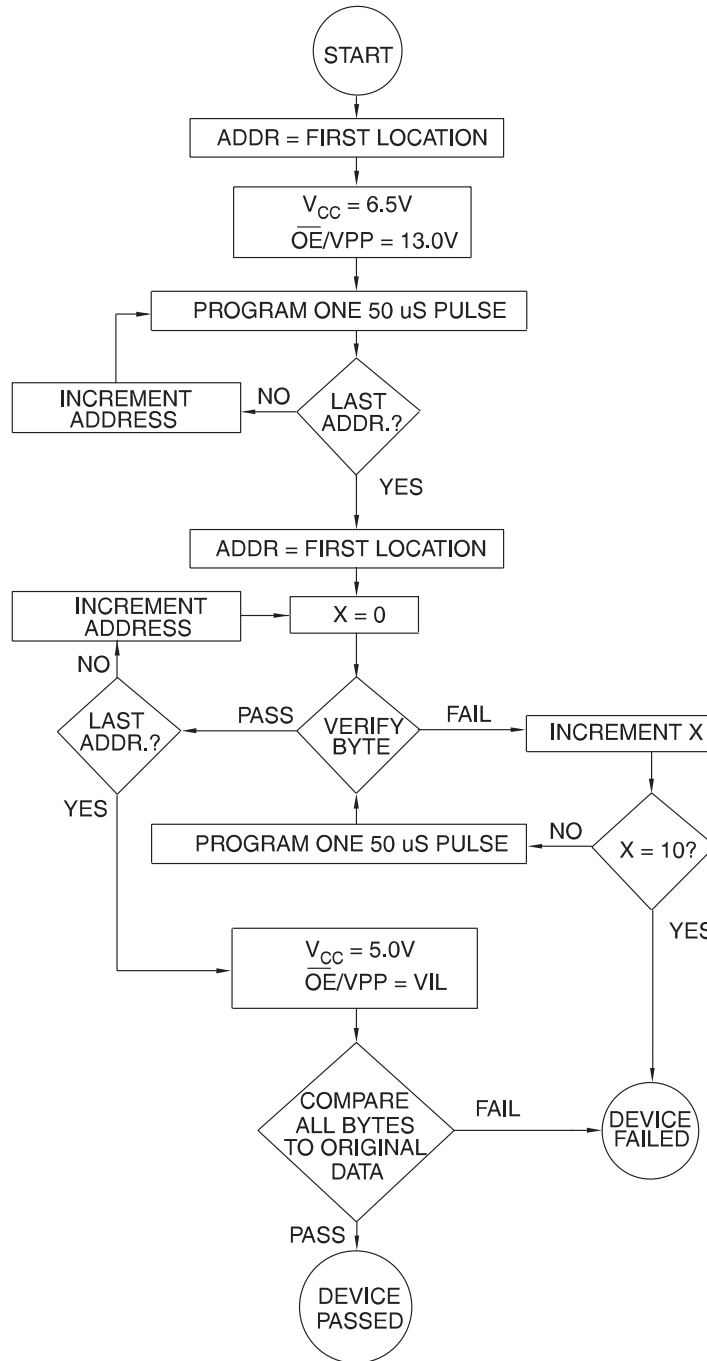 START
ADDR = FIRST LOCATION
VCC = 6.5V
OE/VPP = 13.0V
PROGRAM ONE 50 uS PULSE
INCREMENT
ADDRESS
NO
LAST
ADDR.?
YES
ADDR = FIRST LOCATION
INCREMENT
ADDRESS
X = 0
NO
LAST
ADDR.?
PASS
VERIFY
BYTE
FAIL
INCREMENT X
YES
PROGRAM ONE 50 uS PULSE
NO
X = 10?
YES
VCC = 5.0V
OE/VPP = VIL
COMPARE
ALL BYTES
TO ORIGINAL
DATA
FAIL
DEVICE
FAILED
PASS
DEVICE
PASSED